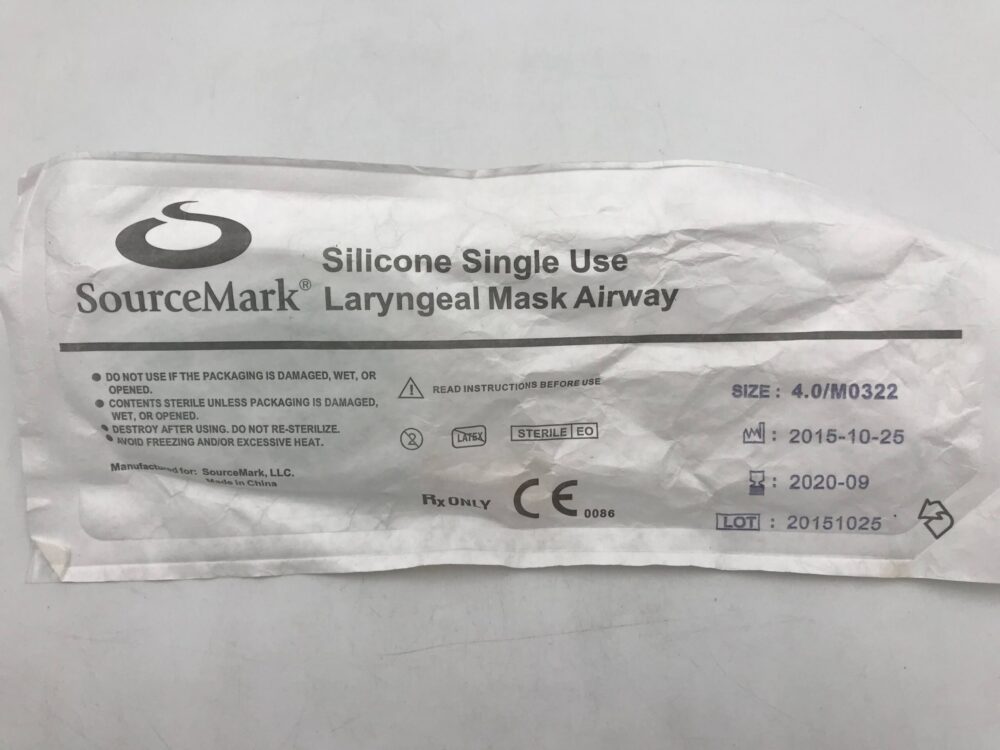 SourceMark®
Silicone Single Use
Laryngeal Mask Airway
● DO NOT USE IF THE PACKAGING IS DAMAGED, WET, OR
OPENED.
● CONTENTS STERILE UNLESS PACKAGING IS DAMAGED,
WET, OR OPENED.
● DESTROY AFTER USING. DO NOT RE-STERILIZE.
● AVOID FREEZING AND/OR EXCESSIVE HEAT.
Manufactured for: SourceMark, LLC.
Made in China
READ INSTRUCTIONS BEFORE USE
2
LATEX
STERILE EO
Rx ONLY
CE 0086
SIZE : 4.0/M0322
: 2015-10-25
: 2020-09
LOT : 20151025